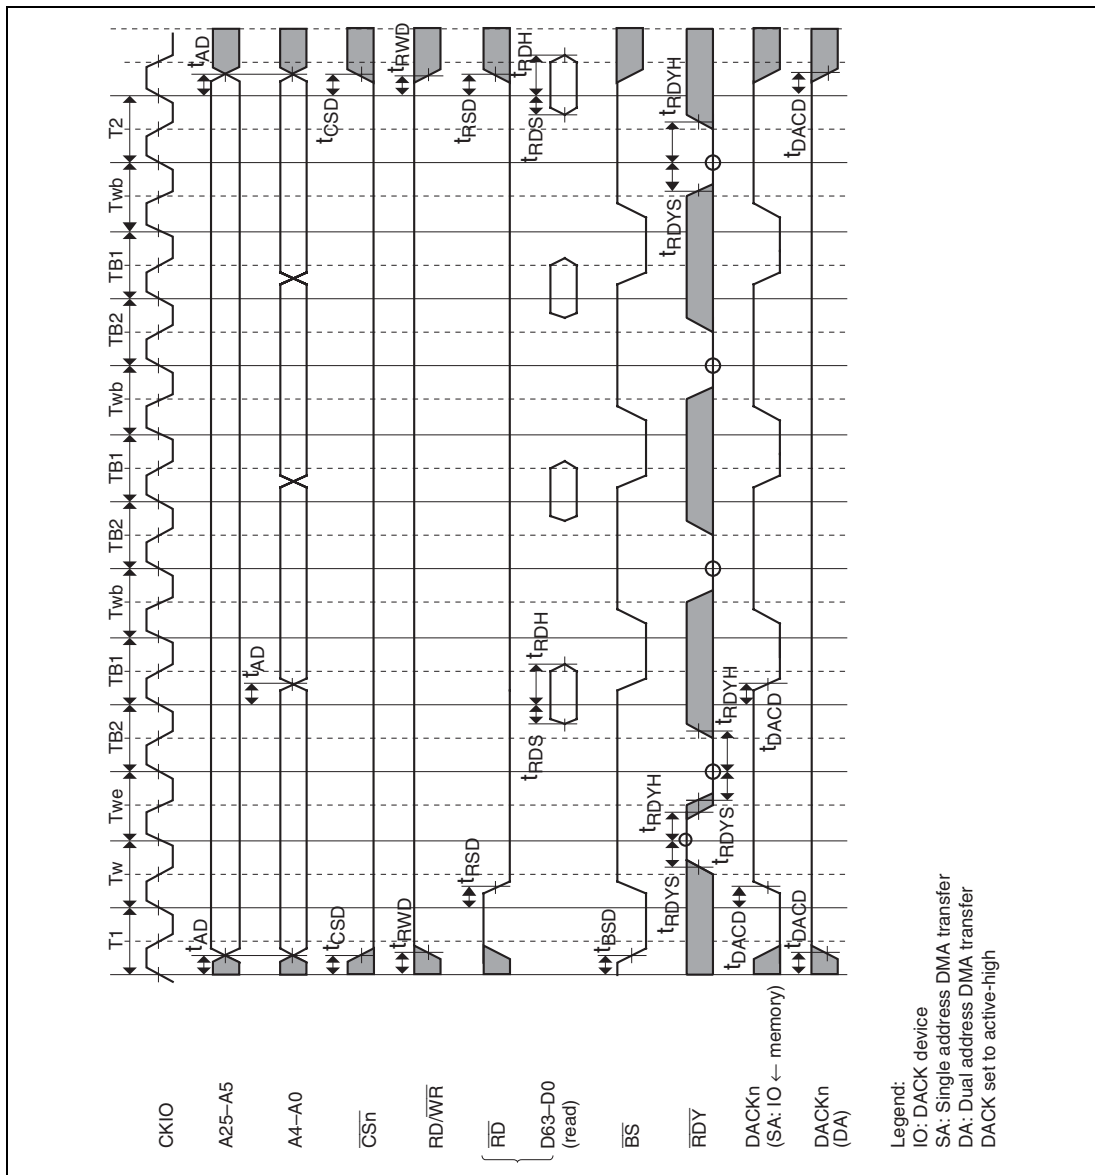 T1 Tw Twe TB2 TB1 Twb TB2 TB1 Twb TB2 TB1 Twb T2
CKIO
tAD tAD tAD
A25–A5
A4–A0
tCSD tCSD
CSn
tRWD tRWD
RD/WR
tRSD tRSD
RD
tRDS tRDH tRDS tRDH
D63–D0
(read)
tBSD
BS
tRDYS tRDYH tRDYS tRDYH tRDYS tRDYH
RDY
tDACD tDACD
DACKn
(SA: IO ← memory)
tDACD tDACD
DACKn
(DA)
Legend:
IO: DACK device
SA: Single address DMA transfer
DA: Dual address DMA transfer
DACK set to active-high